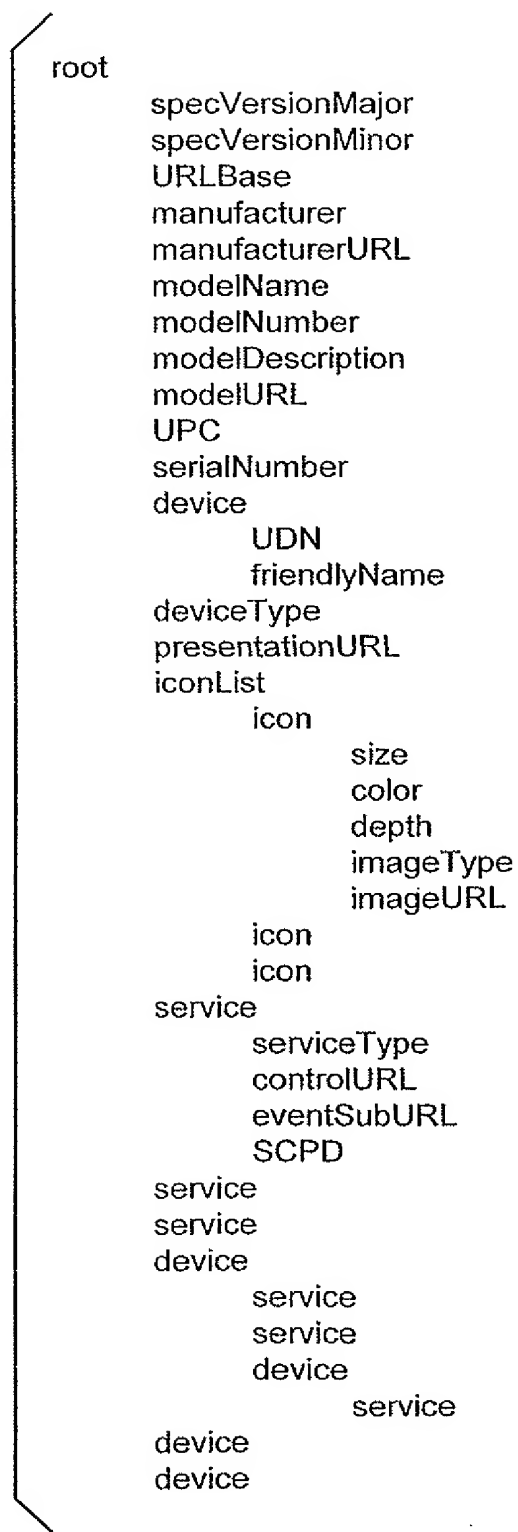 root
specVersionMajor
specVersionMinor
URLBase
manufacturer
manufacturerURL
modelName
modelNumber
modelDescription
modelURL
UPC
serialNumber
device
UDN
friendlyName
deviceType
presentationURL
iconList
icon
size
color
depth
imageType
imageURL
icon
icon
service
serviceType
controlURL
eventSubURL
SCPD
service
service
device
service
service
device
service
device
device